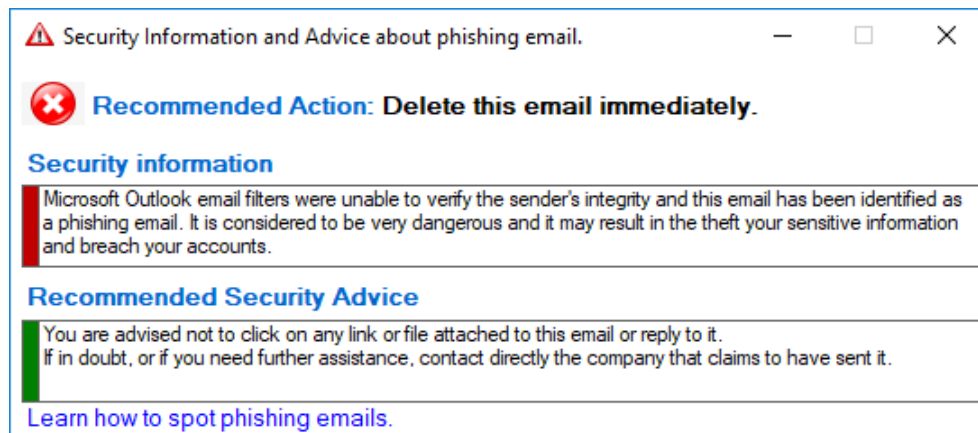 Security Information and Advice about phishing email.
Recommended Action: Delete this email immediately.
Security information
Microsoft Outlook email filters were unable to verify the sender's integrity and this email has been identified as
a phishing email. It is considered to be very dangerous and it may result in the theft your sensitive information
and breach your accounts.
Recommended Security Advice
You are advised not to click on any link or file attached to this email or reply to it.
If in doubt, or if you need further assistance, contact directly the company that claims to have sent it.
Learn how to spot phishing emails.